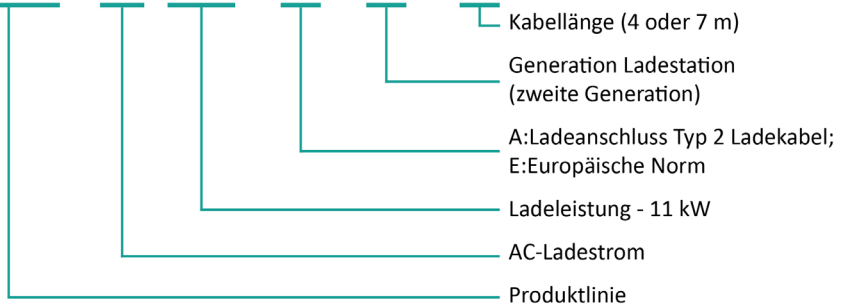 Kabellänge (4 oder 7 m)
Generation Ladestation
(zweite Generation)
A:Ladeanschluss Typ 2 Ladekabel;
E:Europäische Norm
Ladeleistung - 11 kW
AC-Ladestrom
Produktlinie